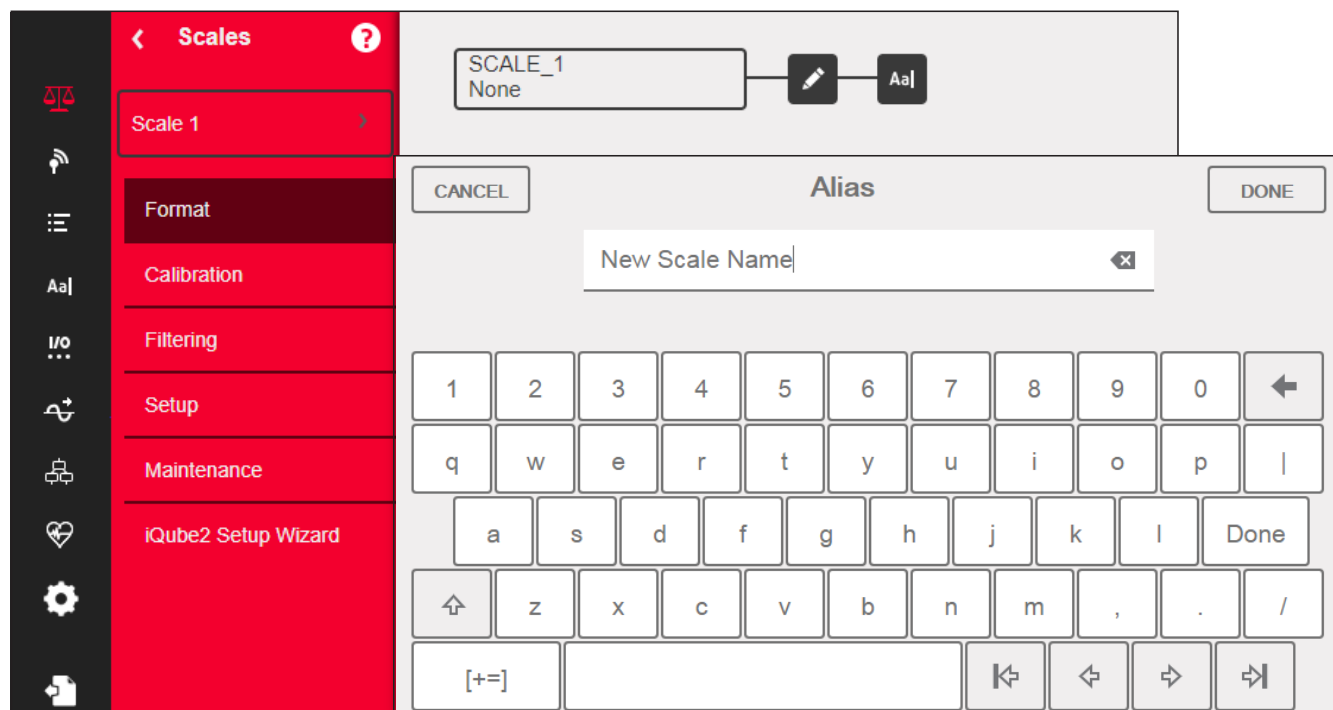 Scales
?
Scale 1
Aa
I/O
Format
Calibration
Filtering
Setup
Maintenance
iQube2 Setup Wizard
SCALE_1
None
Aa
CANCEL
Alias
DONE
New Scale Name
1 2 3 4 5 6 7 8 9 0
q w e r t y u i o p |
a s d f g h j k l Done
z x c v b n m , . /
[+=]